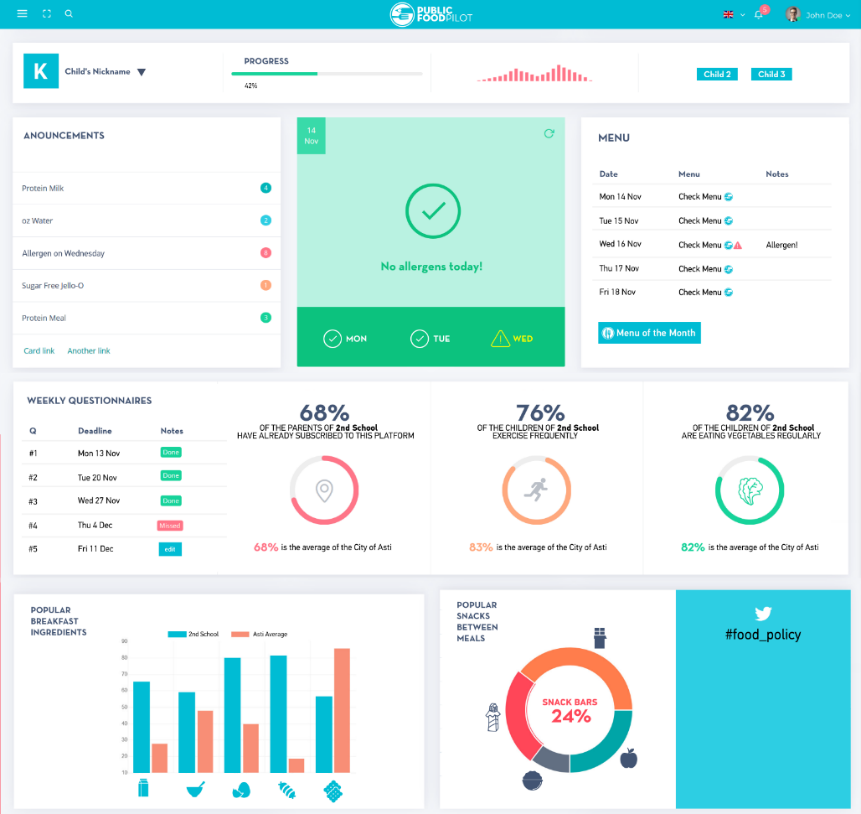 PUBLIC
FOODPILOT
5
John Doe
K
Child's Nickname
PROGRESS
42%
Child 2
Child 3
ANOUNCEMENTS
Protein Milk
4
oz Water
2
Allergen on Wednesday
6
Sugar Free Jello-O
1
Protein Meal
3
Card link
Another link
14
Nov
No allergens today!
MON
TUE
WED
MENU
Date Menu Notes
Mon 14 Nov Check Menu
Tue 15 Nov Check Menu
Wed 16 Nov Check Menu Allergen!
Thu 17 Nov Check Menu
Fri 18 Nov Check Menu
Menu of the Month
WEEKLY QUESTIONNAIRES
Q Deadline Notes
#1 Mon 13 Nov Done
#2 Tue 20 Nov Done
#3 Wed 27 Nov Done
#4 Thu 4 Dec Missed
#5 Fri 11 Dec edit
68%
OF THE PARENTS OF 2nd School
HAVE ALREADY SUBSCRIBED TO THIS PLATFORM
68% is the average of the City of Asti
76%
OF THE CHILDREN OF 2nd School
EXERCISE FREQUENTLY
83% is the average of the City of Asti
82%
OF THE CHILDREN OF 2nd School
ARE EATING VEGETABLES REGULARLY
82% is the average of the City of Asti
POPULAR
BREAKFAST
INGREDIENTS
2nd School
Asti Average
90
80
70
60
50
40
30
20
10
POPULAR
SNACKS
BETWEEN
MEALS
SNACK BARS
24%
#food_policy